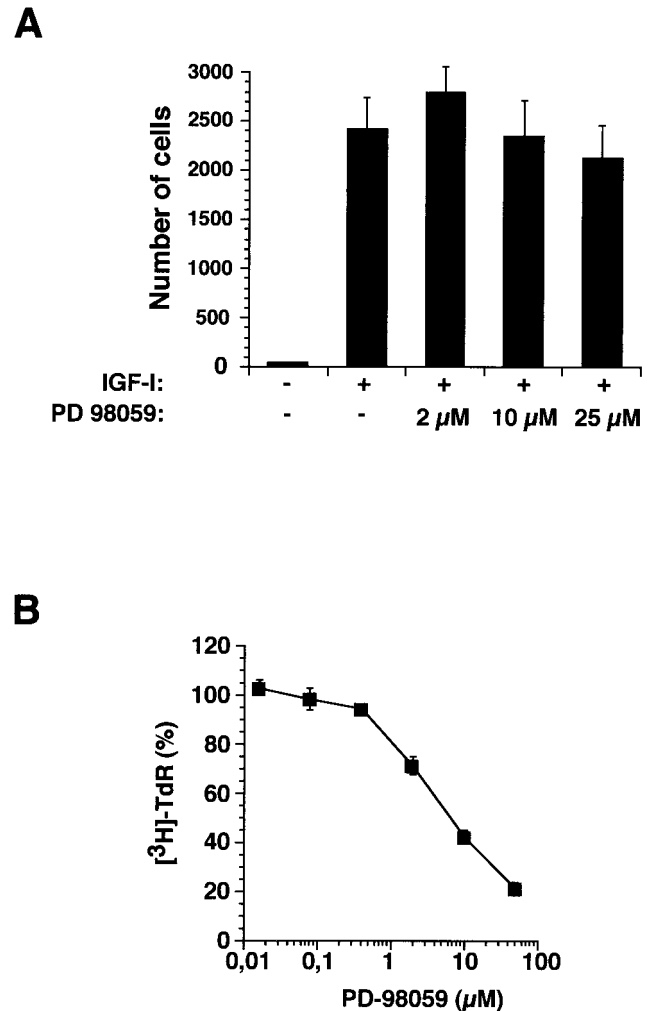 A
Number of cells
3000
2500
2000
1500
1000
500
0
IGF-I: - + + + +
PD 98059: - - 2 µM 10 µM 25 µM
B
[³H]-TdR (%)
120
100
80
60
40
20
0
0,01 0,1 1 10 100
PD-98059 (µM)